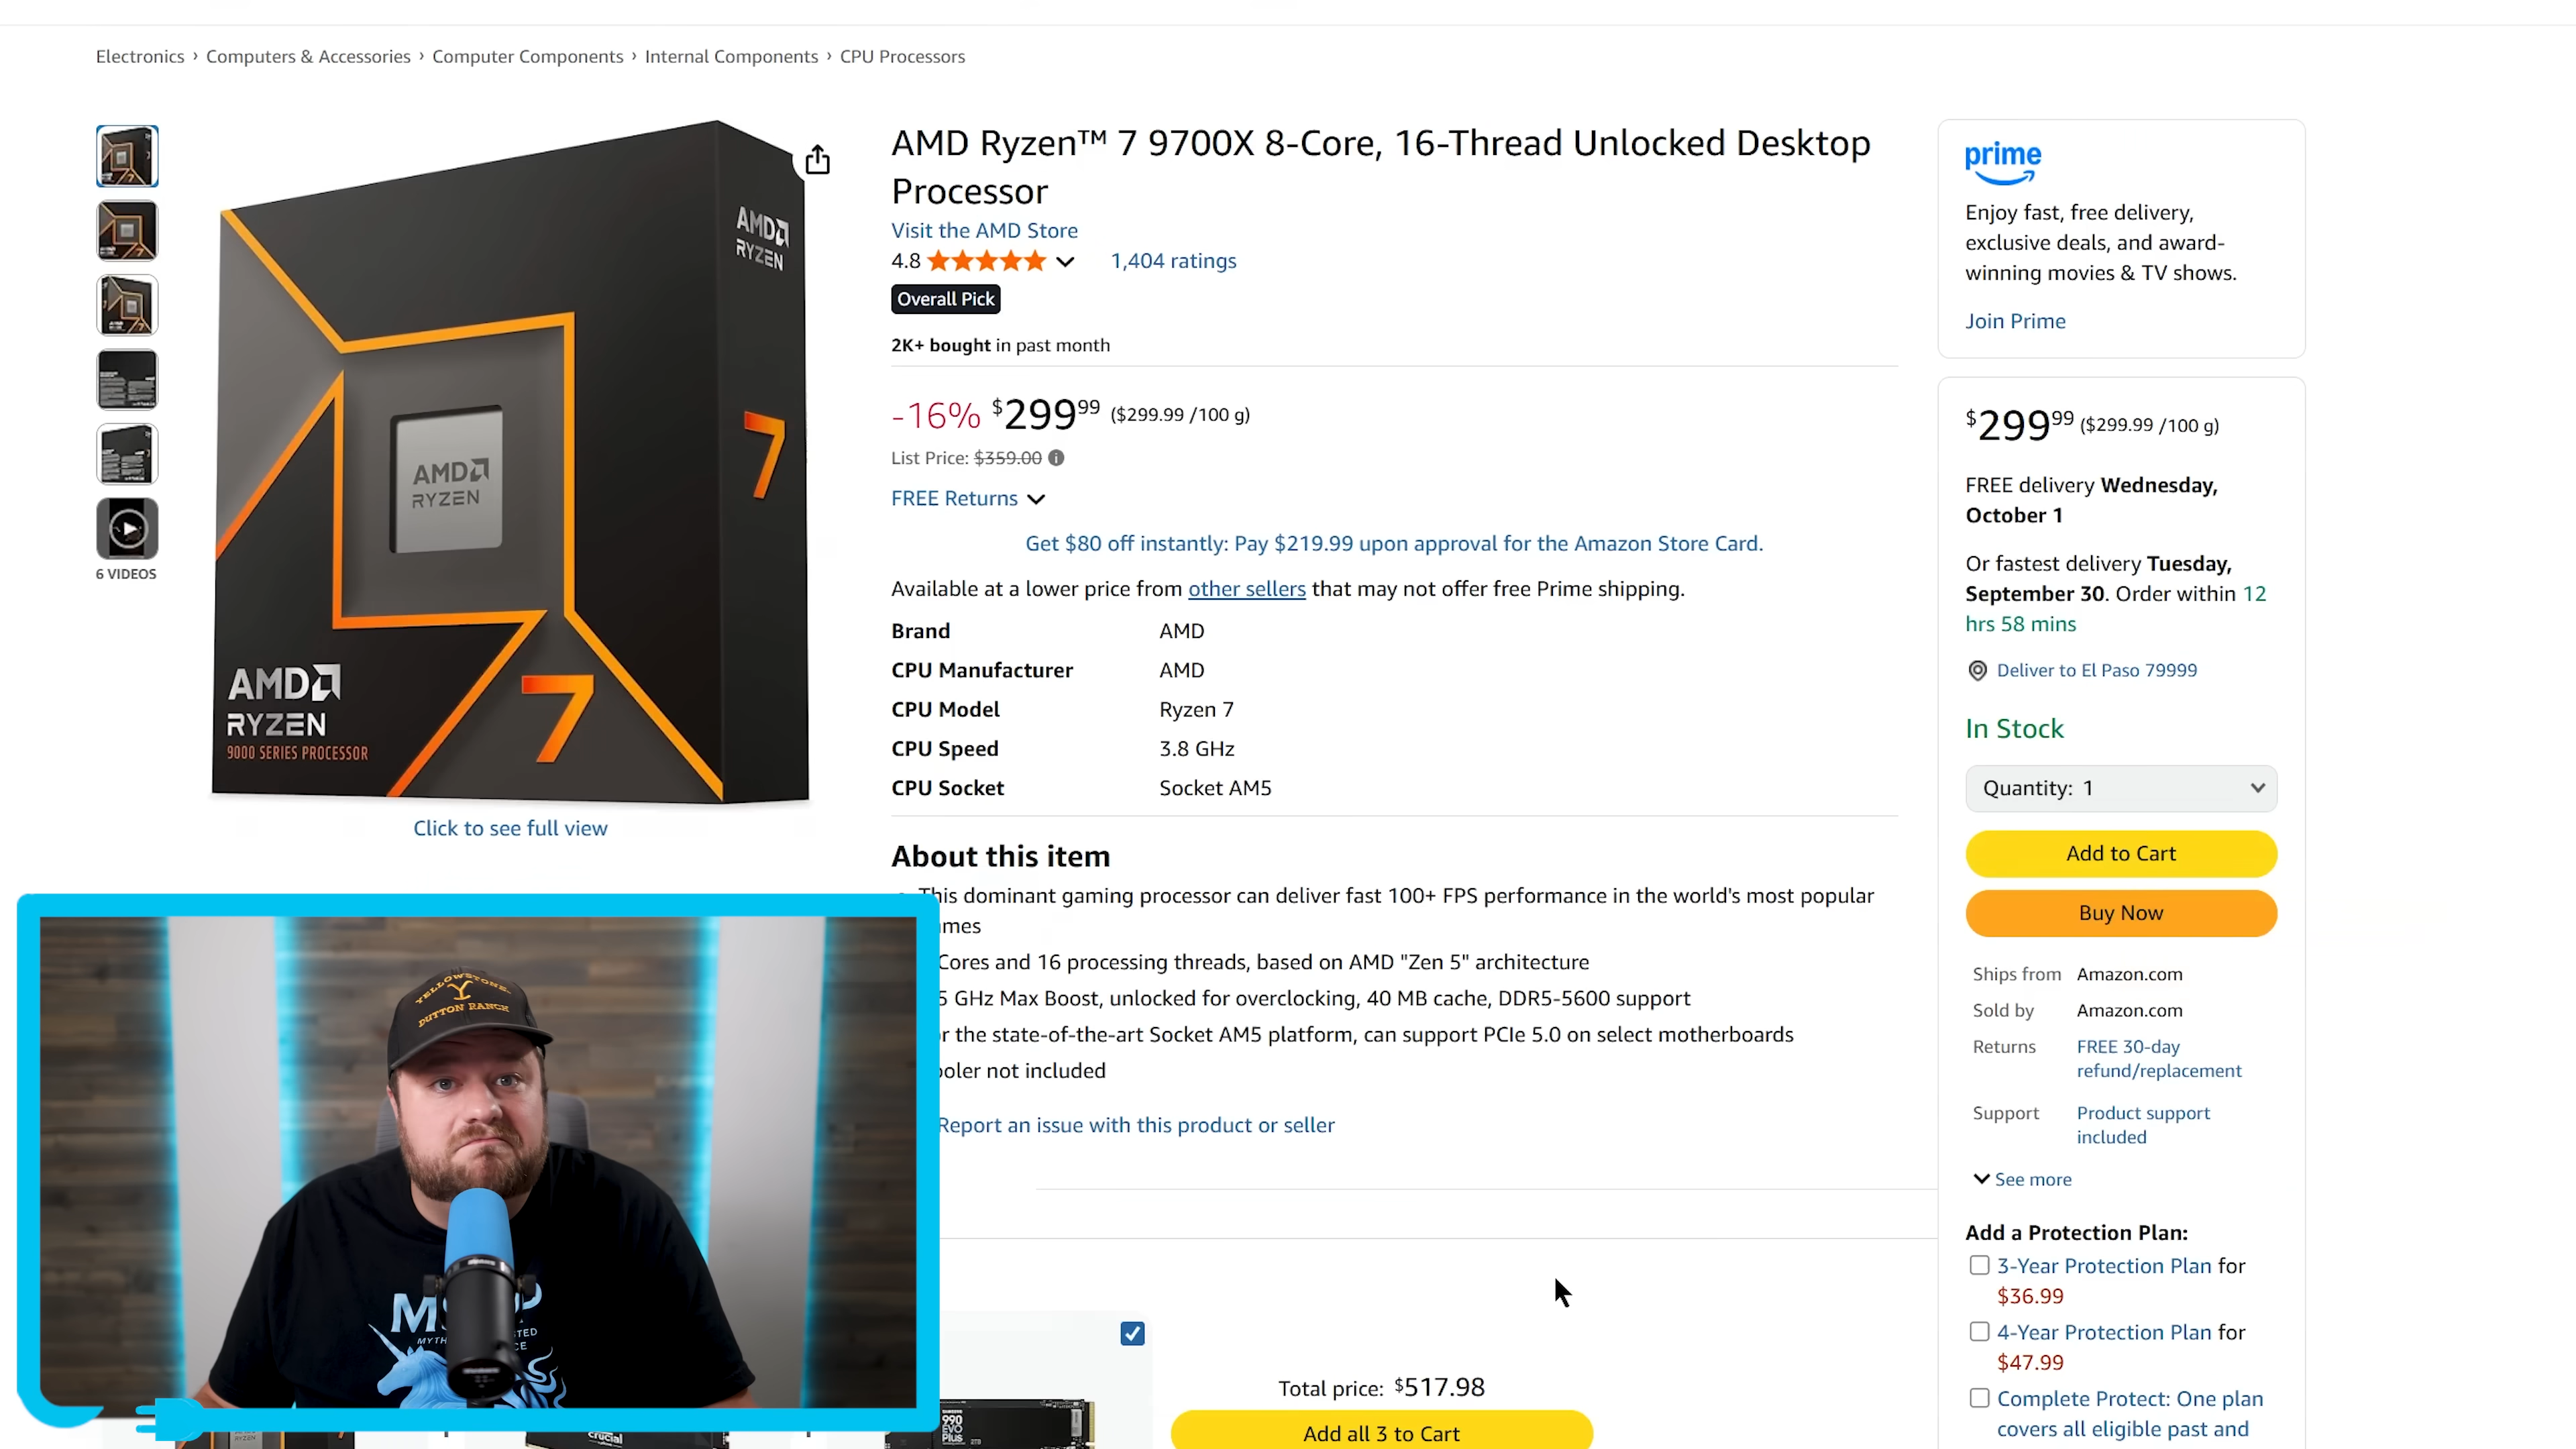 Electronics › Computers & Accessories › Computer Components › Internal Components › CPU Processors
AMD
RYZEN
7
AMD
RYZEN
AMD
RYZEN
9000 SERIES PROCESSOR
7
6 VIDEOS
Click to see full view
AMD Ryzen™ 7 9700X 8-Core, 16-Thread Unlocked Desktop
Processor
Visit the AMD Store
4.8 1,404 ratings
Overall Pick
2K+ bought in past month
-16% $299.99 ($299.99 /100 g)
List Price: $359.00
FREE Returns
Get $80 off instantly: Pay $219.99 upon approval for the Amazon Store Card.
Available at a lower price from other sellers that may not offer free Prime shipping.
Brand AMD
CPU Manufacturer AMD
CPU Model Ryzen 7
CPU Speed 3.8 GHz
CPU Socket Socket AM5
About this item
This dominant gaming processor can deliver fast 100+ FPS performance in the world's most popular
mes
Cores and 16 processing threads, based on AMD "Zen 5" architecture
5 GHz Max Boost, unlocked for overclocking, 40 MB cache, DDR5-5600 support
r the state-of-the-art Socket AM5 platform, can support PCIe 5.0 on select motherboards
oler not included
Report an issue with this product or seller
Total price: $517.98
Add all 3 to Cart
prime
Enjoy fast, free delivery,
exclusive deals, and award-
winning movies & TV shows.
Join Prime
$299.99 ($299.99 /100 g)
FREE delivery Wednesday,
October 1
Or fastest delivery Tuesday,
September 30. Order within 12
hrs 58 mins
Deliver to El Paso 79999
In Stock
Quantity: 1
Add to Cart
Buy Now
Ships from Amazon.com
Sold by Amazon.com
Returns FREE 30-day
refund/replacement
Support Product support
included
See more
Add a Protection Plan:
3-Year Protection Plan for
$36.99
4-Year Protection Plan for
$47.99
Complete Protect: One plan
covers all eligible past and
YELLOWSTONE
Y
DUTTON RANCH
crucial
SAMSUNG
990
EVO
Plus